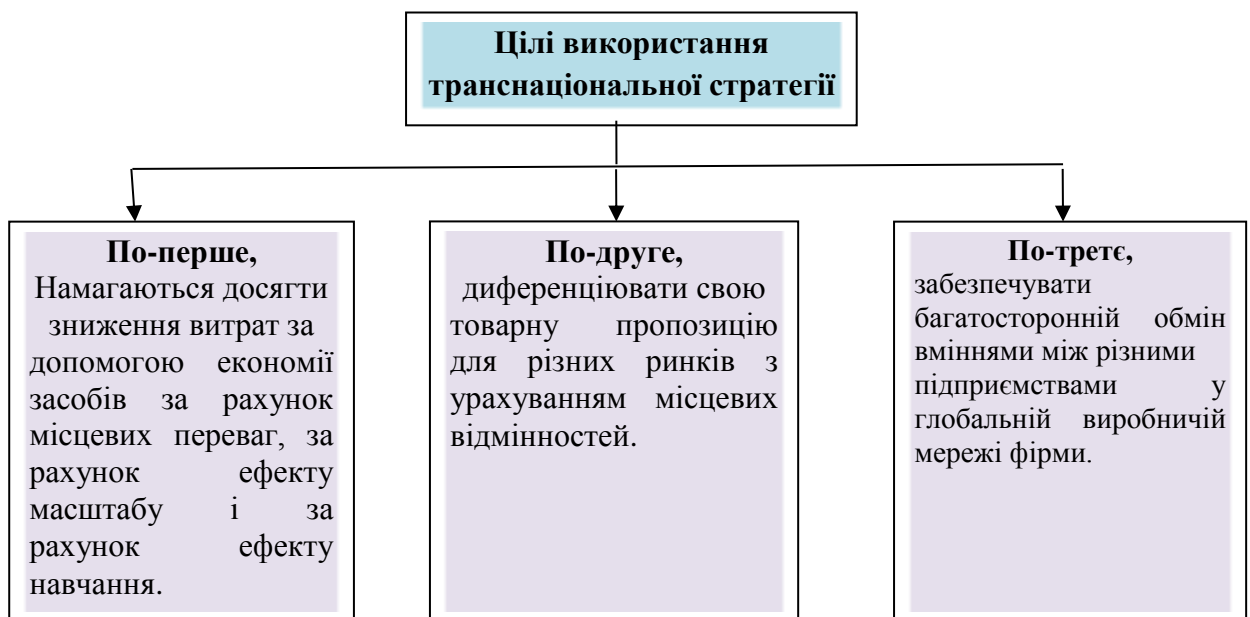 Цілі використання
транснаціональної стратегії
По-перше,
Намагаються досягти
зниження витрат за
допомогою економії
засобів за рахунок
місцевих переваг, за
рахунок ефекту
масштабу і за
рахунок ефекту
навчання.
По-друге,
диференціювати свою
товарну пропозицію
для різних ринків з
урахуванням місцевих
відмінностей.
По-третє,
забезпечувати
багатосторонній обмін
вміннями між різними
підприємствами у
глобальній виробничій
мережі фірми.